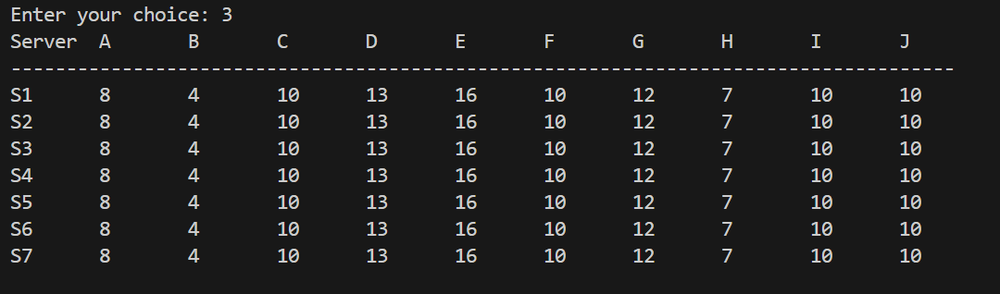 Enter your choice: 3
Server  A       B       C       D       E       F       G       H       I       J
-------------------------------------------------------------------------------------
S1      8       4       10      13      16      10      12      7       10      10
S2      8       4       10      13      16      10      12      7       10      10
S3      8       4       10      13      16      10      12      7       10      10
S4      8       4       10      13      16      10      12      7       10      10
S5      8       4       10      13      16      10      12      7       10      10
S6      8       4       10      13      16      10      12      7       10      10
S7      8       4       10      13      16      10      12      7       10      10